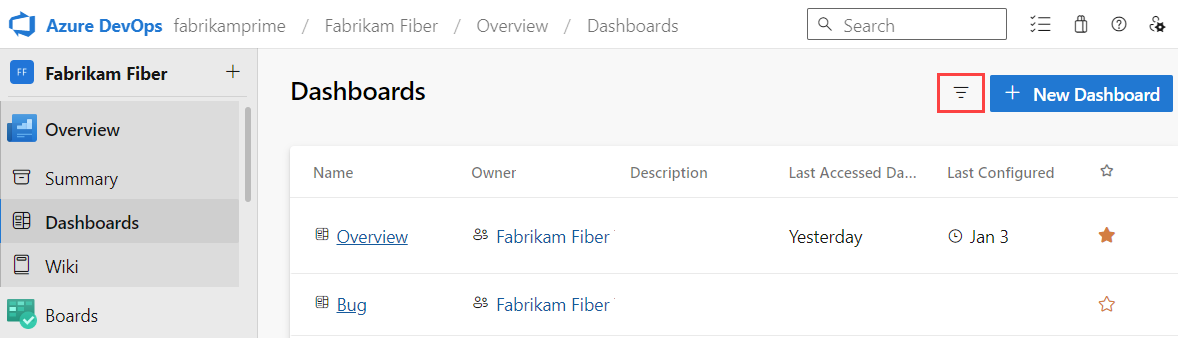 Azure DevOps fabrikamprime / Fabrikam Fiber / Overview / Dashboards Search
FF Fabrikam Fiber +
Dashboards
+ New Dashboard
Overview
Summary
Dashboards
Wiki
Boards
Name Owner Description Last Accessed Da... Last Configured
Overview Fabrikam Fiber Yesterday Jan 3
Bug Fabrikam Fiber